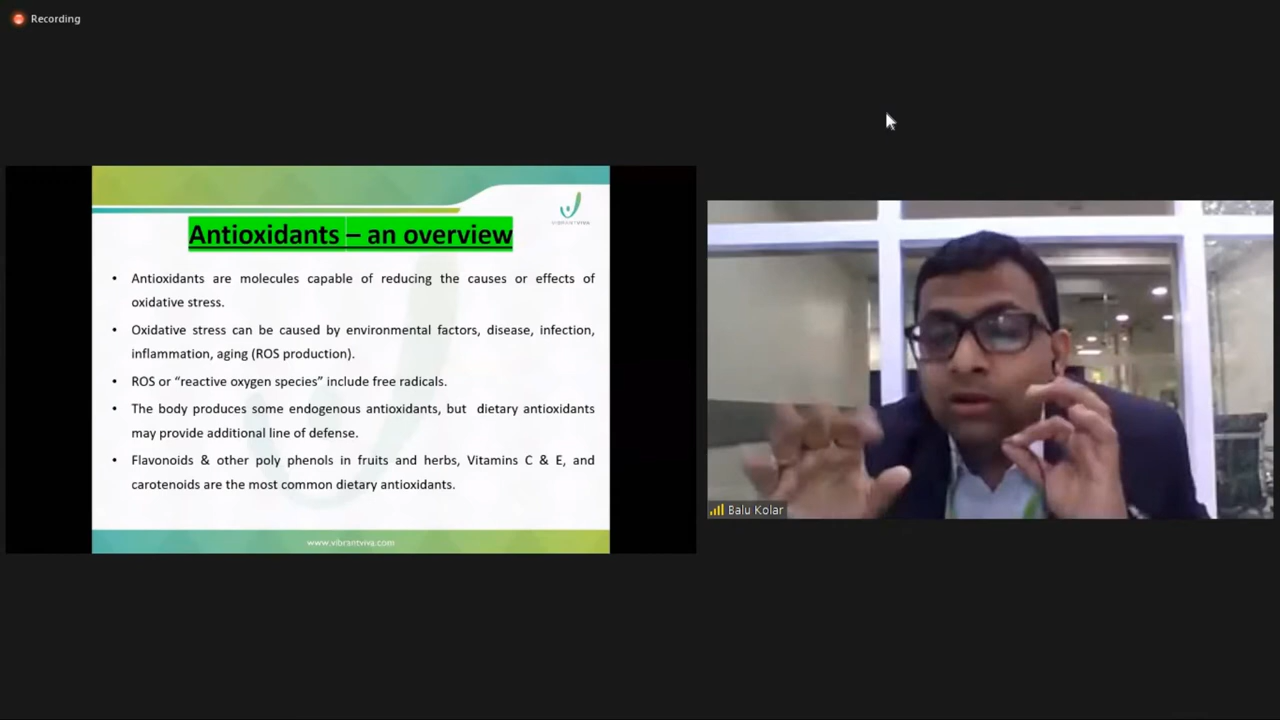 Recording
VIBRANTVIVA
Antioxidants – an overview
• Antioxidants are molecules capable of reducing the causes or effects of
oxidative stress.
• Oxidative stress can be caused by environmental factors, disease, infection,
inflammation, aging (ROS production).
• ROS or “reactive oxygen species” include free radicals.
• The body produces some endogenous antioxidants, but dietary antioxidants
may provide additional line of defense.
• Flavonoids & other poly phenols in fruits and herbs, Vitamins C & E, and
carotenoids are the most common dietary antioxidants.
www.vibrantviva.com
Balu Kolar